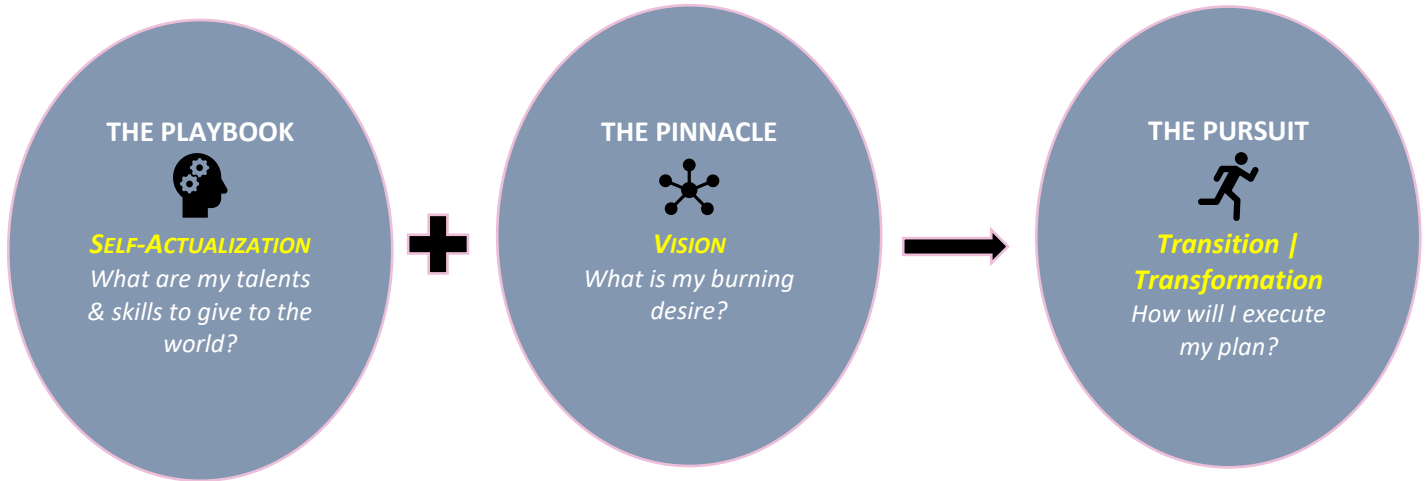 THE PLAYBOOK
SELF-ACTUALIZATION
What are my talents
& skills to give to the
world?
THE PINNACLE
VISION
What is my burning
desire?
THE PURSUIT
Transition |
Transformation
How will I execute
my plan?